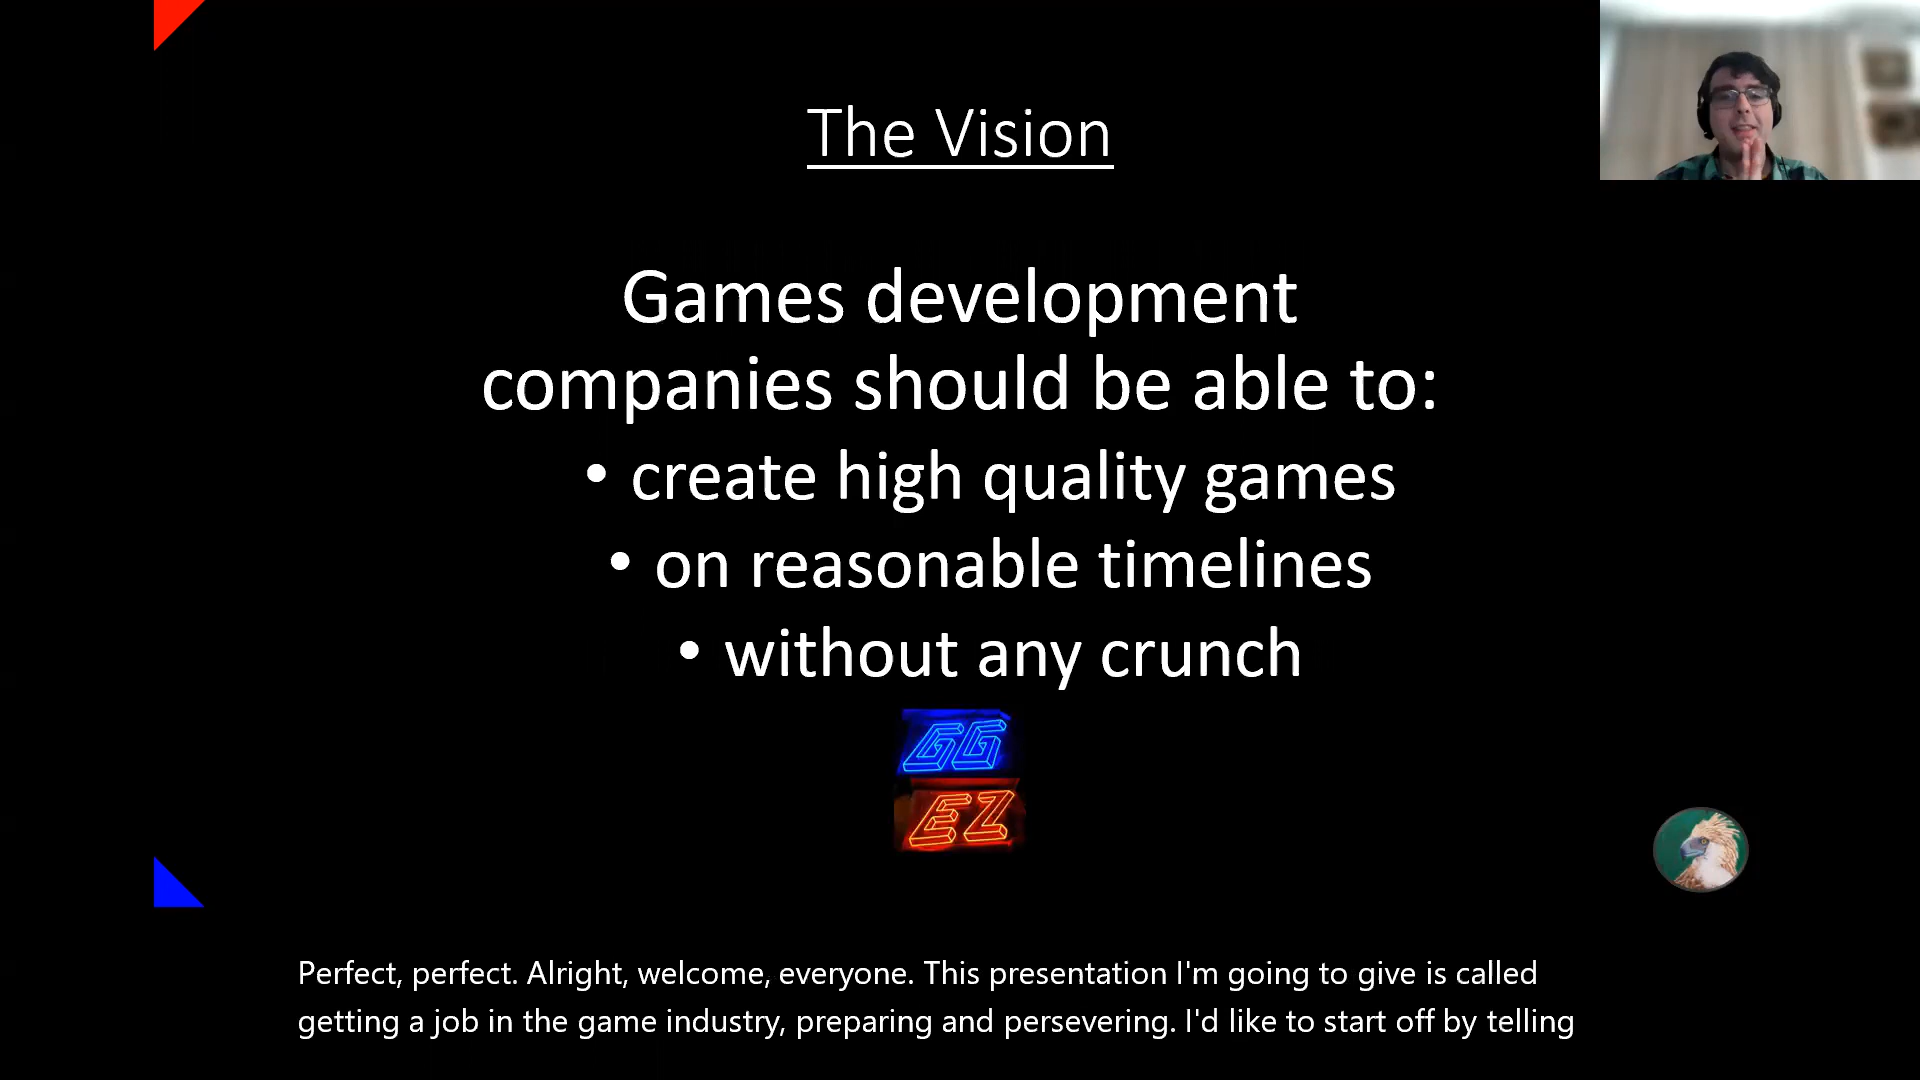 The Vision
Games development
companies should be able to:
• create high quality games
• on reasonable timelines
• without any crunch
GG
EZ
Perfect, perfect. Alright, welcome, everyone. This presentation I'm going to give is called
getting a job in the game industry, preparing and persevering. I'd like to start off by telling